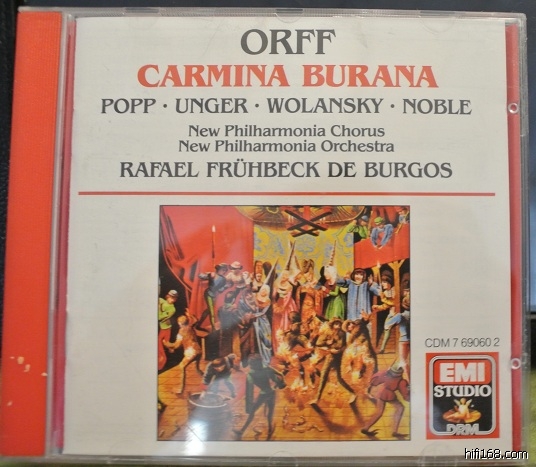 ORFF
CARMINA BURANA
POPP · UNGER · WOLANSKY · NOBLE
New Philharmonia Chorus
New Philharmonia Orchestra
RAFAEL FRÜHBECK DE BURGOS
CDM 7 69060 2
EMI
STUDIO
DRM
hifi168.com